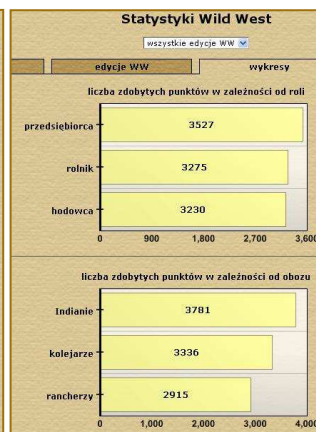 Statystyki Wild West
wszystkie edycje WW
edycje WW
wykresy
liczba zdobytych punktów w zależności od roli
przedsiębiorca 3527
rolnik 3275
hodowca 3230
0 900 1,800 2,700 3,600
liczba zdobytych punktów w zależności od obozu
Indianie 3781
kolejarze 3336
rancherzy 2915
0 1,000 2,000 3,000 4,000